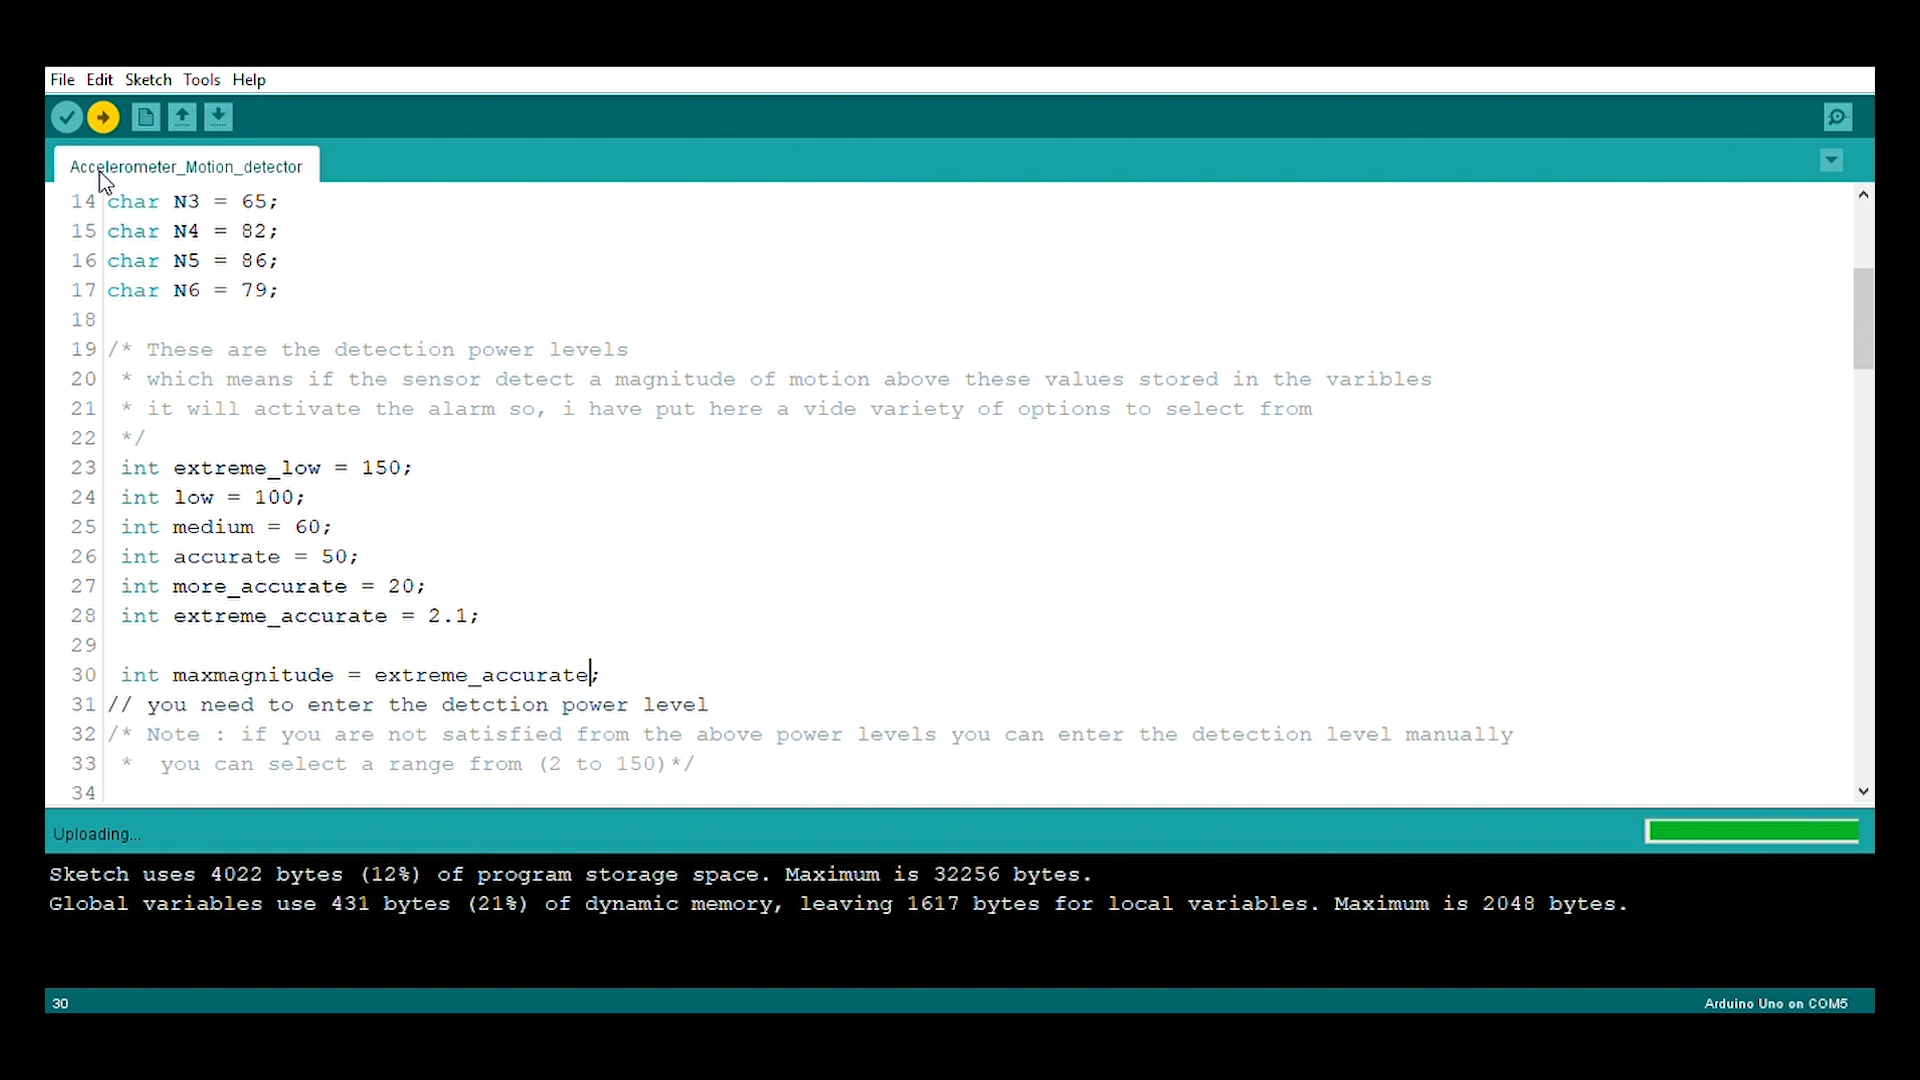 File Edit Sketch Tools Help
Accelerometer_Motion_detector
14 char N3 = 65;
15 char N4 = 82;
16 char N5 = 86;
17 char N6 = 79;
18
19 /* These are the detection power levels
20 * which means if the sensor detect a magnitude of motion above these values stored in the varibles
21 * it will activate the alarm so, i have put here a vide variety of options to select from
22 */
23 int extreme_low = 150;
24 int low = 100;
25 int medium = 60;
26 int accurate = 50;
27 int more_accurate = 20;
28 int extreme_accurate = 2.1;
29
30 int maxmagnitude = extreme_accurate;
31 // you need to enter the detction power level
32 /* Note : if you are not satisfied from the above power levels you can enter the detection level manually
33 * you can select a range from (2 to 150)*/
34
Uploading...
Sketch uses 4022 bytes (12%) of program storage space. Maximum is 32256 bytes.
Global variables use 431 bytes (21%) of dynamic memory, leaving 1617 bytes for local variables. Maximum is 2048 bytes.
30 Arduino Uno on COM5